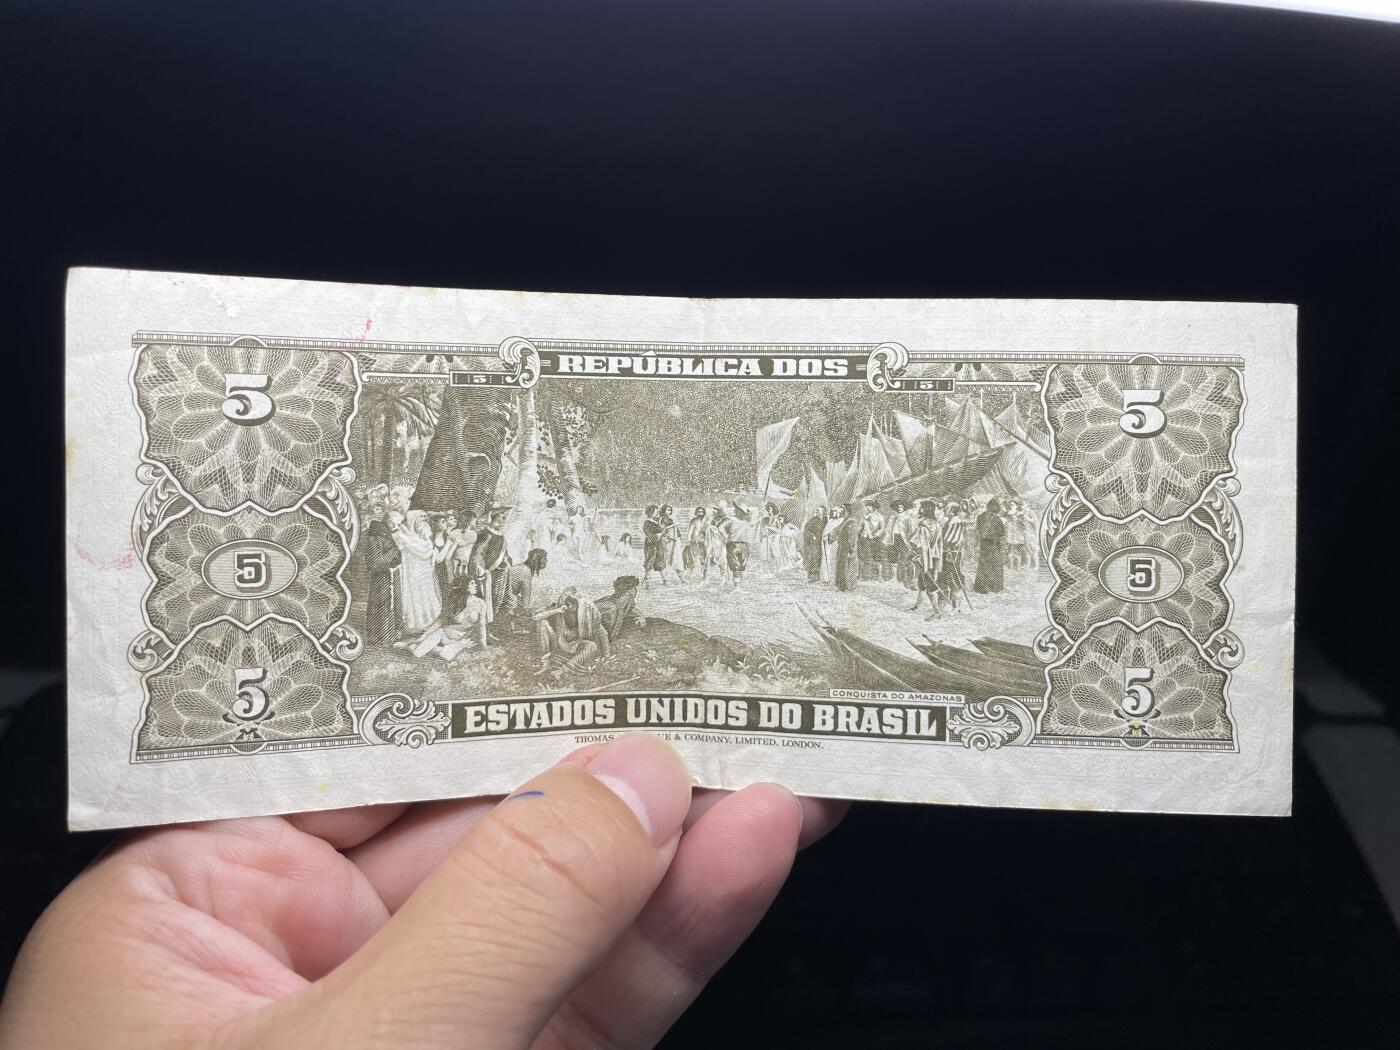 REPÚBLICA DOS
5 5
5 5
5 5
5 5
CONQUISTA DO AMAZONAS
ESTADOS UNIDOS DO BRASIL
THOMAS & COMPANY, LIMITED, LONDON.